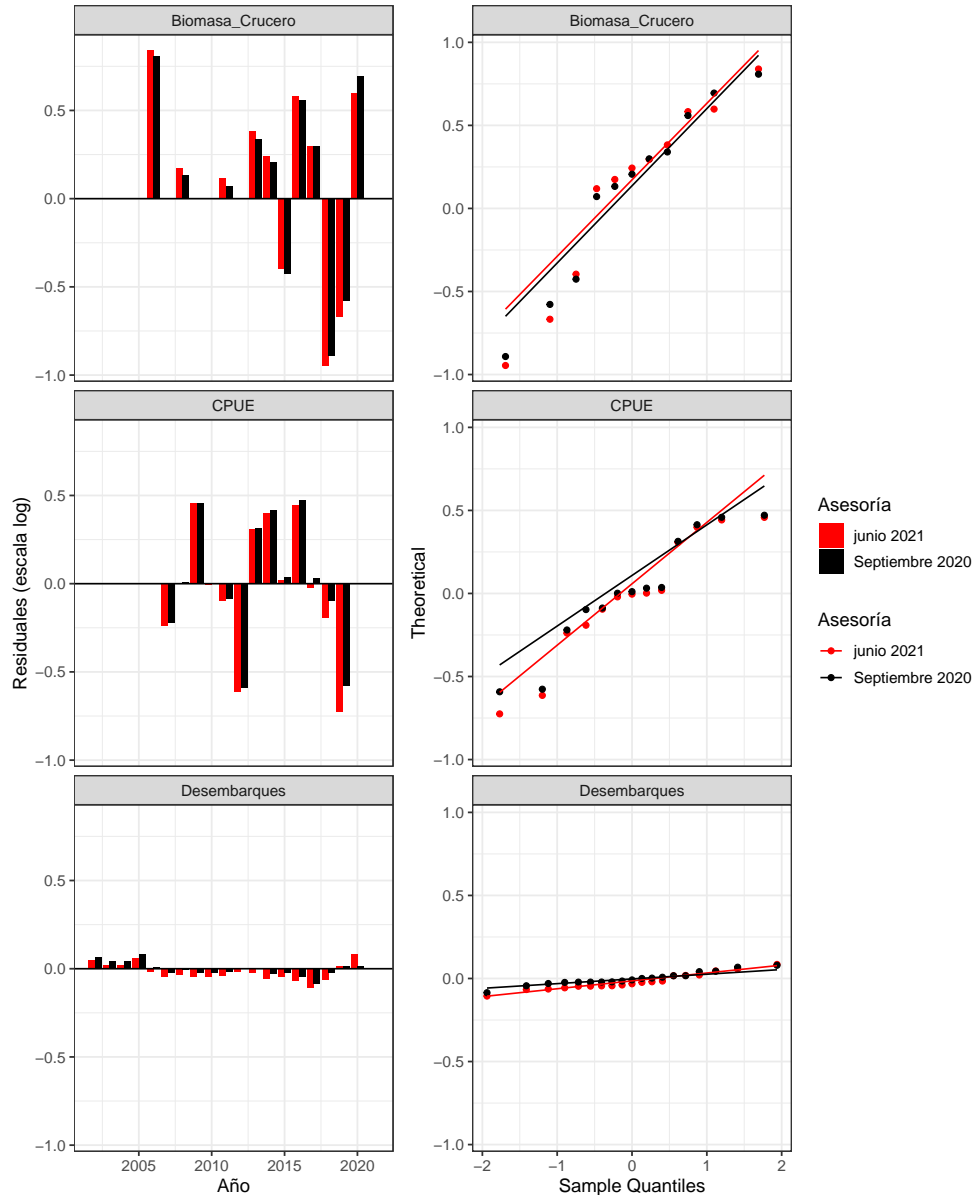 Biomasa_Crucero
0.5
0.0
−0.5
−1.0
CPUE
0.5
0.0
−0.5
−1.0
Desembarques
0.5
0.0
−0.5
−1.0
2005 2010 2015 2020
Año
Residuales (escala log)
Biomasa_Crucero
1.0
0.5
0.0
−0.5
−1.0
CPUE
1.0
0.5
0.0
−0.5
−1.0
Desembarques
1.0
0.5
0.0
−0.5
−1.0
−2 −1 0 1 2
Sample Quantiles
Theoretical
Asesoría
junio 2021
Septiembre 2020
Asesoría
junio 2021
Septiembre 2020